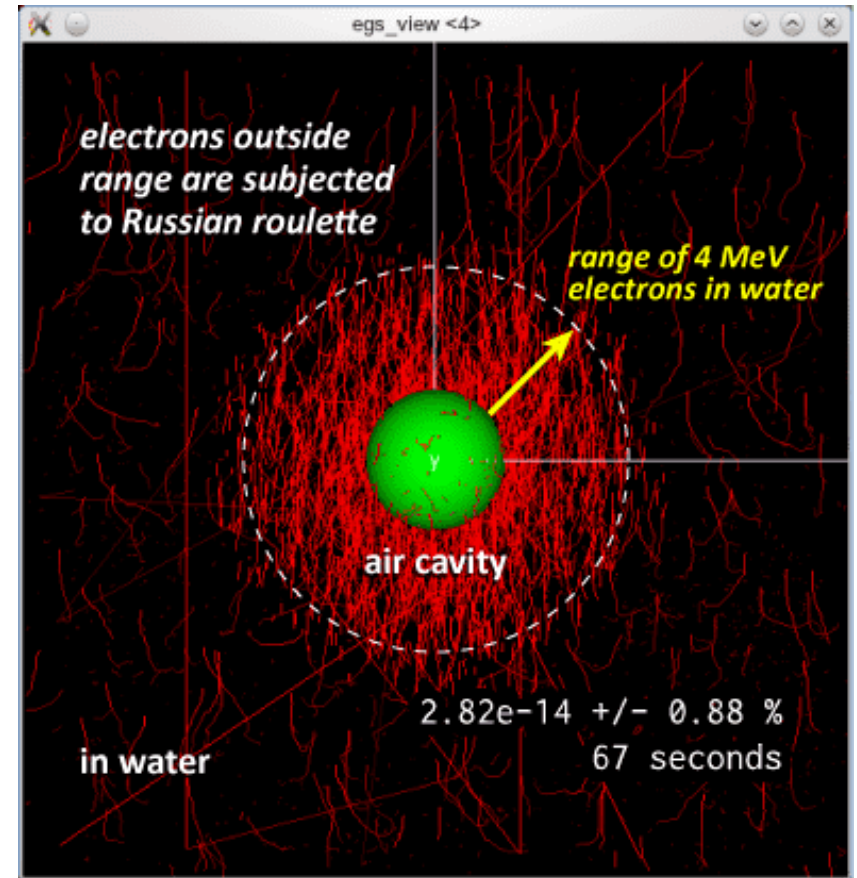 egs_view <4>
electrons outside
range are subjected
to Russian roulette
range of 4 MeV
electrons in water
y
air cavity
2.82e-14 +/- 0.88 %
67 seconds
in water